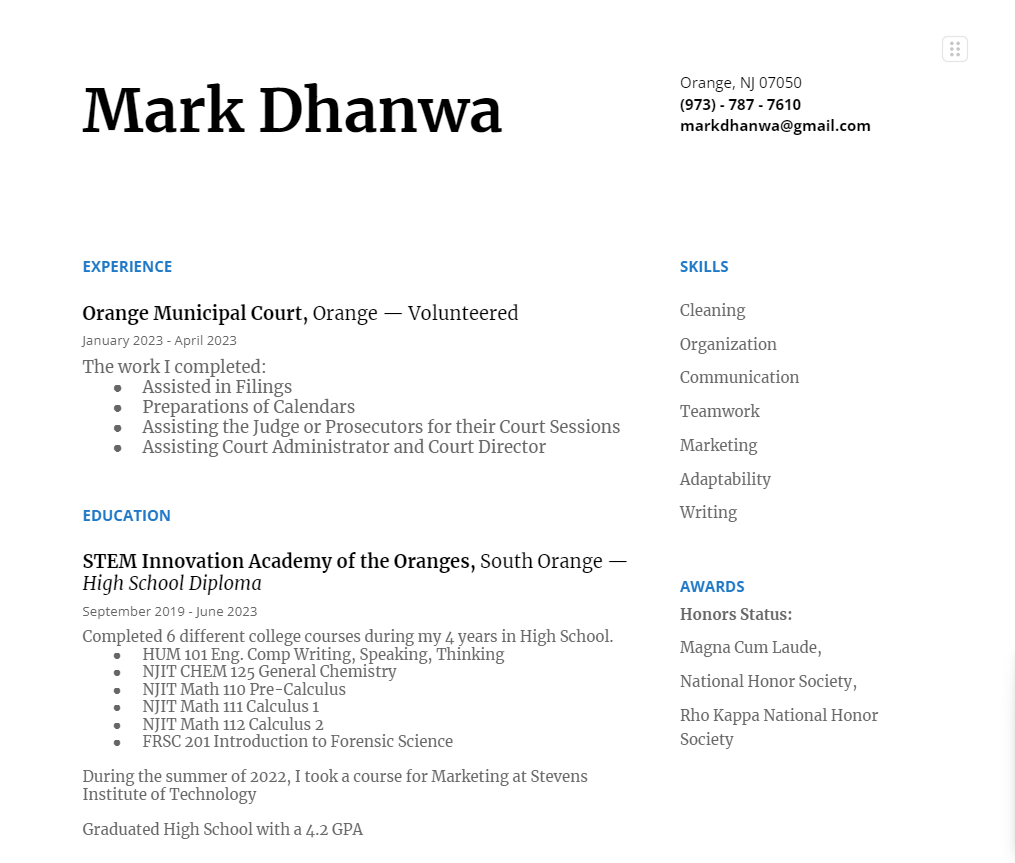 Mark Dhanwa
Orange, NJ 07050
(973) - 787 - 7610
markdhanwa@gmail.com
EXPERIENCE
Orange Municipal Court, Orange — Volunteered
January 2023 - April 2023
The work I completed:
● Assisted in Filings
● Preparations of Calendars
● Assisting the Judge or Prosecutors for their Court Sessions
● Assisting Court Administrator and Court Director
EDUCATION
STEM Innovation Academy of the Oranges, South Orange —
High School Diploma
September 2019 - June 2023
Completed 6 different college courses during my 4 years in High School.
● HUM 101 Eng. Comp Writing, Speaking, Thinking
● NJIT CHEM 125 General Chemistry
● NJIT Math 110 Pre-Calculus
● NJIT Math 111 Calculus 1
● NJIT Math 112 Calculus 2
● FRSC 201 Introduction to Forensic Science
During the summer of 2022, I took a course for Marketing at Stevens
Institute of Technology
Graduated High School with a 4.2 GPA
SKILLS
Cleaning
Organization
Communication
Teamwork
Marketing
Adaptability
Writing
AWARDS
Honors Status:
Magna Cum Laude,
National Honor Society,
Rho Kappa National Honor
Society